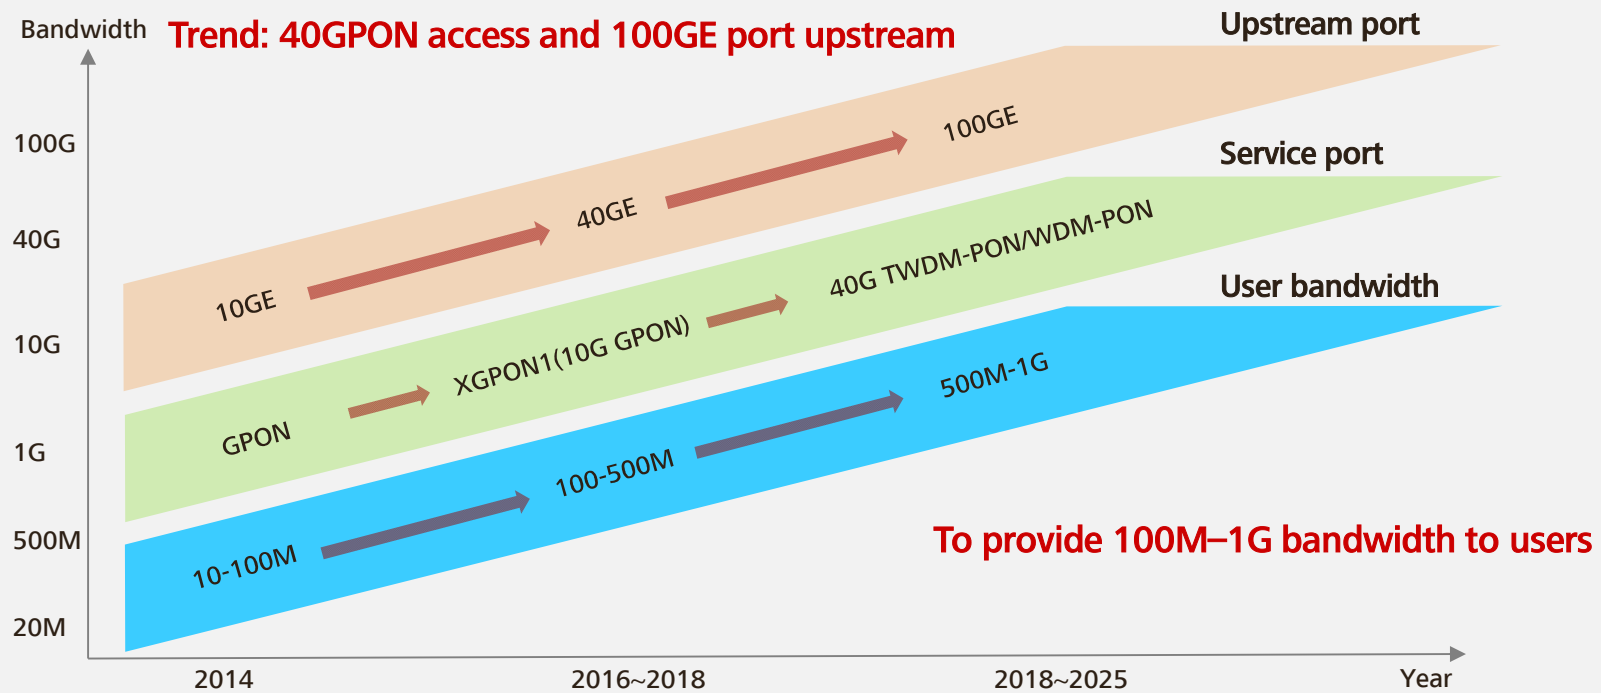 Bandwidth
Trend: 40GPON access and 100GE port upstream
Upstream port
100G
40G
10G
1G
500M
20M
10GE
40GE
100GE
Service port
GPON
XGPON1(10G GPON)
40G TWDM-PON/WDM-PON
User bandwidth
10-100M
100-500M
500M-1G
To provide 100M–1G bandwidth to users
2014
2016~2018
2018~2025
Year